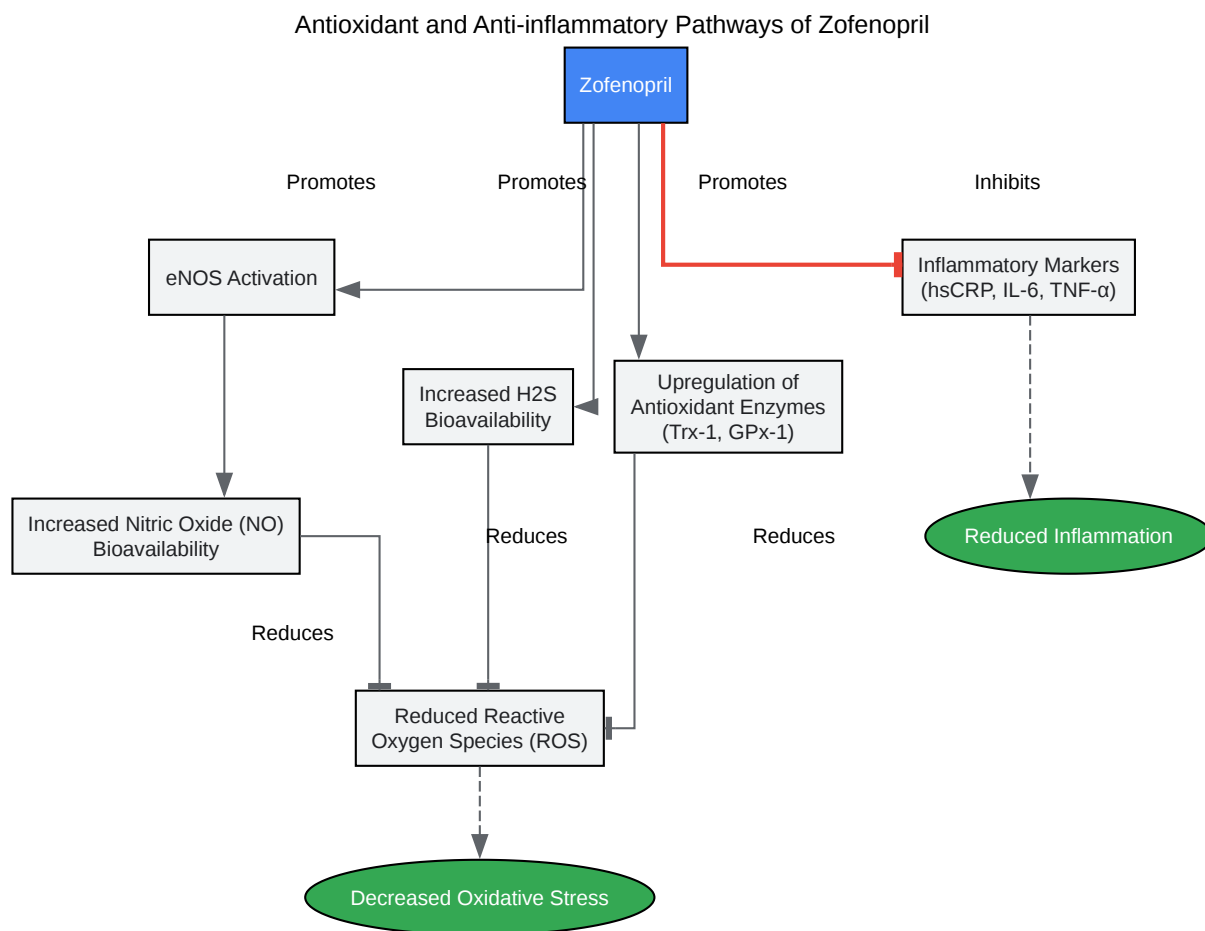 Antioxidant and Anti-inflammatory Pathways of Zofenopril
Zofenopril
Promotes
Promotes
Promotes
Inhibits
eNOS Activation
Inflammatory Markers
(hsCRP, IL-6, TNF-α)
Increased H2S
Bioavailability
Upregulation of
Antioxidant Enzymes
(Trx-1, GPx-1)
Increased Nitric Oxide (NO)
Bioavailability
Reduces
Reduces
Reduced Inflammation
Reduces
Reduced Reactive
Oxygen Species (ROS)
Decreased Oxidative Stress